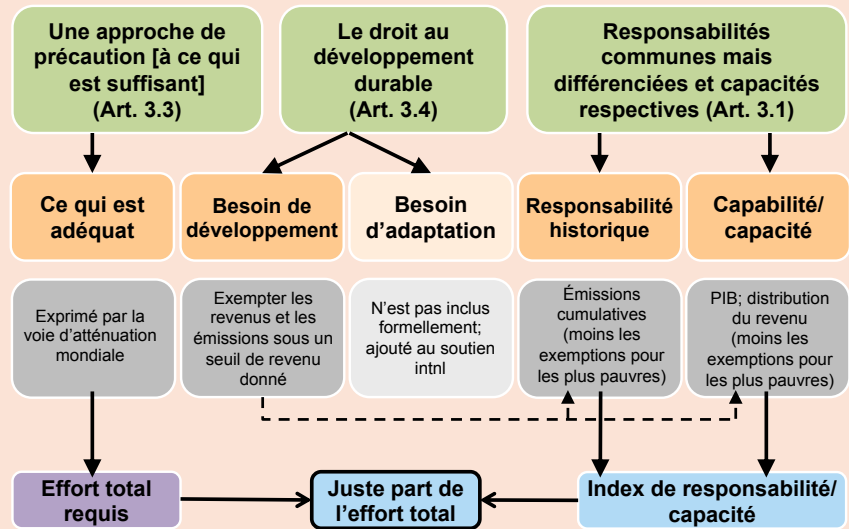 Une approche de
précaution [à ce qui
est suffisant]
(Art. 3.3)
Le droit au
développement
durable
(Art. 3.4)
Responsabilités
communes mais
différenciées et capacités
respectives (Art. 3.1)
Ce qui est
adéquat
Besoin de
développement
Besoin
d’adaptation
Responsabilité
historique
Capabilité/
capacité
Exprimé par la
voie d’atténuation
mondiale
Exempter les
revenus et les
émissions sous un
seuil de revenu
donné
N’est pas inclus
formellement;
ajouté au soutien
intnl
Émissions
cumulatives
(moins les
exemptions pour
les plus pauvres)
PIB; distribution
du revenu
(moins les
exemptions pour
les plus pauvres)
Effort total
requis
Juste part de
l’effort total
Index de responsabilité/
capacité